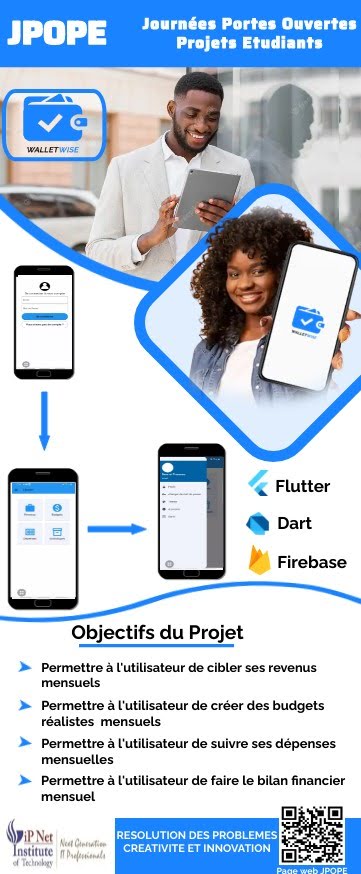 JPOPE
Journées Portes Ouvertes
Projets Etudiants
WALLETWISE
WALLETWISE
Flutter
Dart
Firebase
Objectifs du Projet
Permettre à l'utilisateur de cibler ses revenus
mensuels
Permettre à l'utilisateur de créer des budgets
réalistes mensuels
Permettre à l'utilisateur de suivre ses dépenses
mensuelles
Permettre à l'utilisateur de faire le bilan financier
mensuel
iP Net
Institute
of Technology
Next Generation
IT Professionals
RESOLUTION DES PROBLEMES
CREATIVITE ET INNOVATION
Page web JPOPE